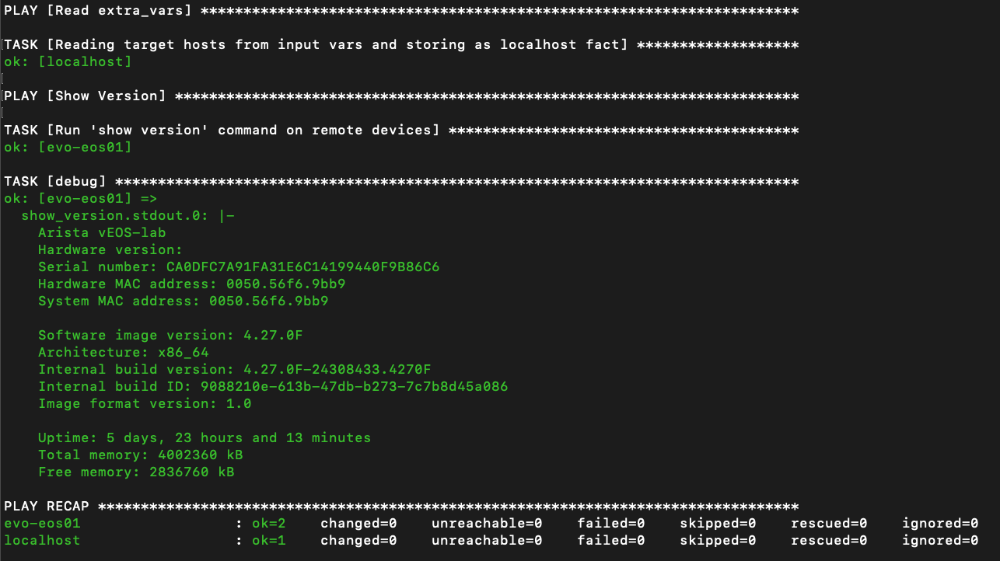 PLAY [Read extra_vars] **********************************************************************
TASK [Reading target hosts from input vars and storing as localhost fact] *******************
ok: [localhost]
PLAY [Show Version] *************************************************************************
TASK [Run 'show version' command on remote devices] *****************************************
ok: [evo-eos01]
TASK [debug] ********************************************************************************
ok: [evo-eos01] =>
show_version.stdout.0: |-
Arista vEOS-lab
Hardware version:
Serial number: CA0DFC7A91FA31E6C14199440F9B86C6
Hardware MAC address: 0050.56f6.9bb9
System MAC address: 0050.56f6.9bb9
Software image version: 4.27.0F
Architecture: x86_64
Internal build version: 4.27.0F-24308433.4270F
Internal build ID: 9088210e-613b-47db-b273-7c7b8d45a086
Image format version: 1.0
Uptime: 5 days, 23 hours and 13 minutes
Total memory: 4002360 kB
Free memory: 2836760 kB
PLAY RECAP **********************************************************************************
evo-eos01                  : ok=2    changed=0    unreachable=0    failed=0    skipped=0    rescued=0    ignored=0
localhost                  : ok=1    changed=0    unreachable=0    failed=0    skipped=0    rescued=0    ignored=0